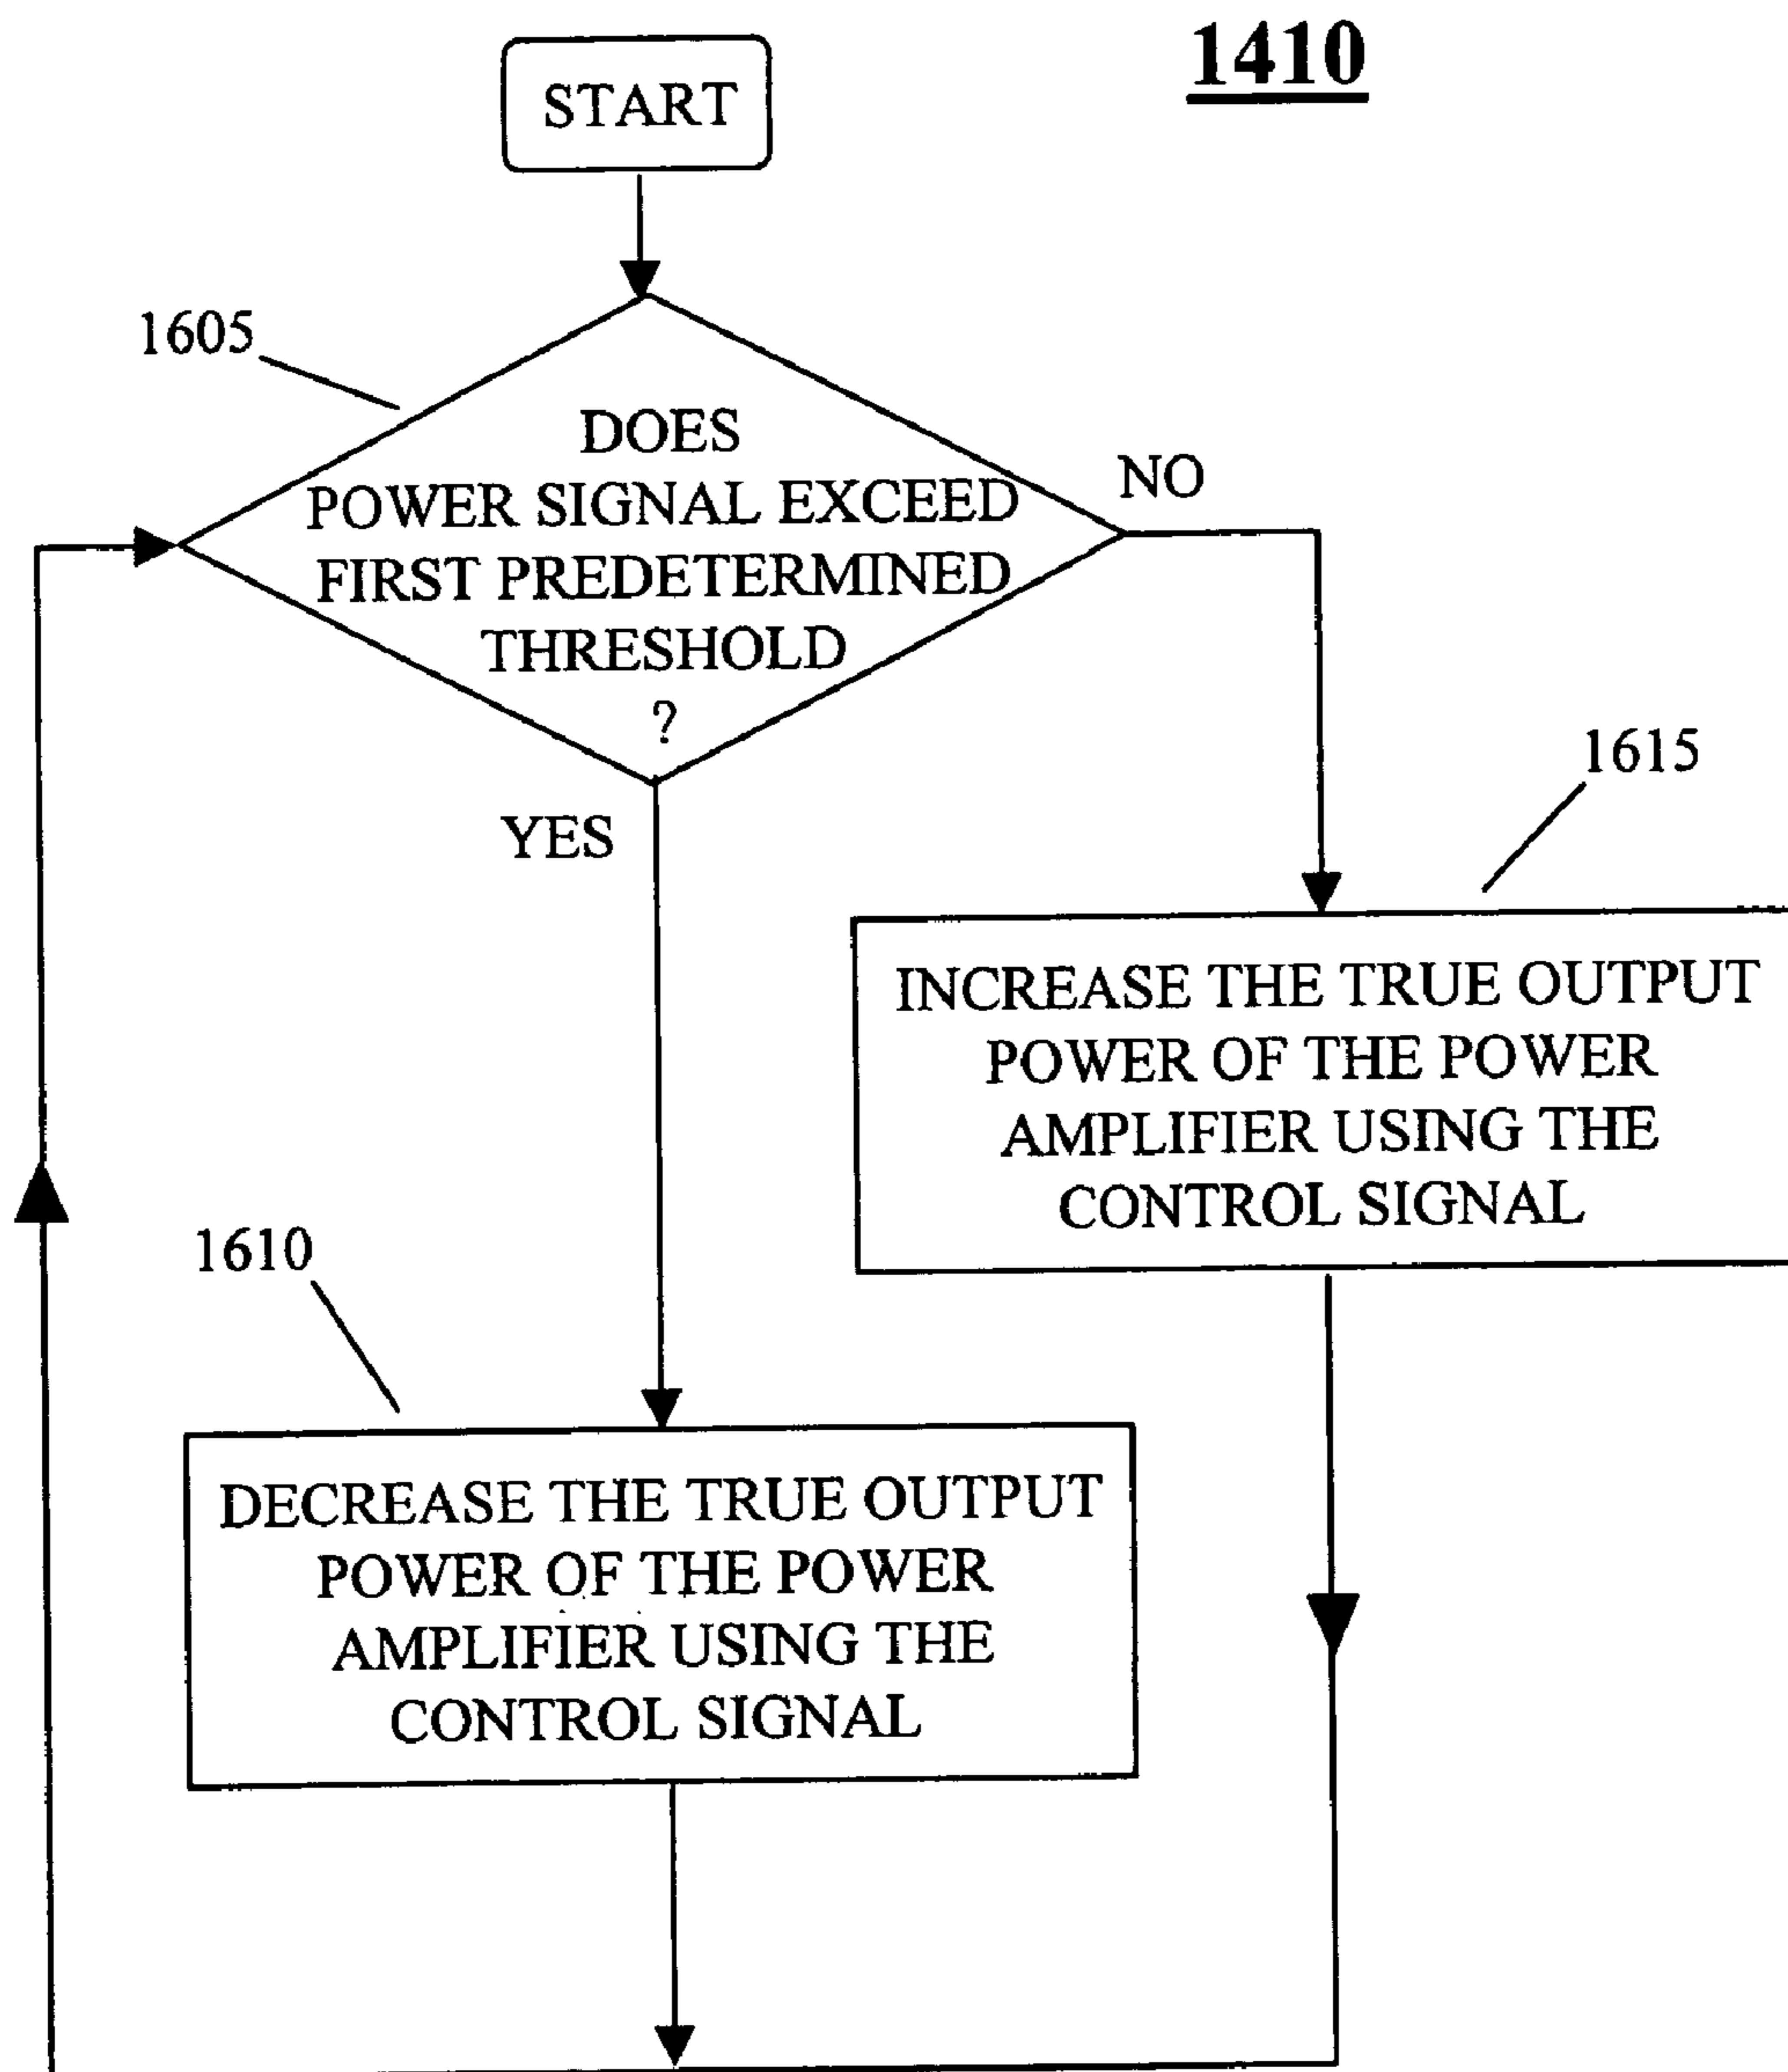 1410
START
1605
DOES
POWER SIGNAL EXCEED
FIRST PREDETERMINED
THRESHOLD
?
NO
YES
1615
INCREASE THE TRUE OUTPUT
POWER OF THE POWER
AMPLIFIER USING THE
CONTROL SIGNAL
1610
DECREASE THE TRUE OUTPUT
POWER OF THE POWER
AMPLIFIER USING THE
CONTROL SIGNAL